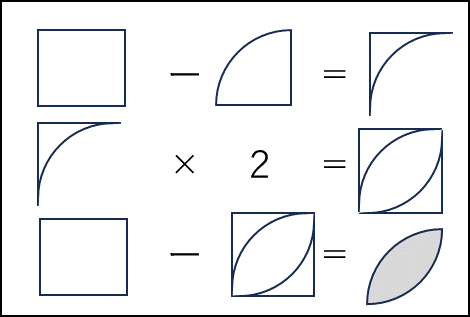 − =
× 2 =
− =